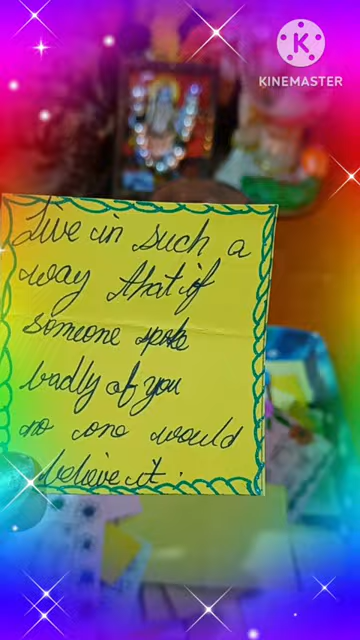 KINEMASTER
Live in such a
way that if
someone spoke
badly of you
no one would
believe it.